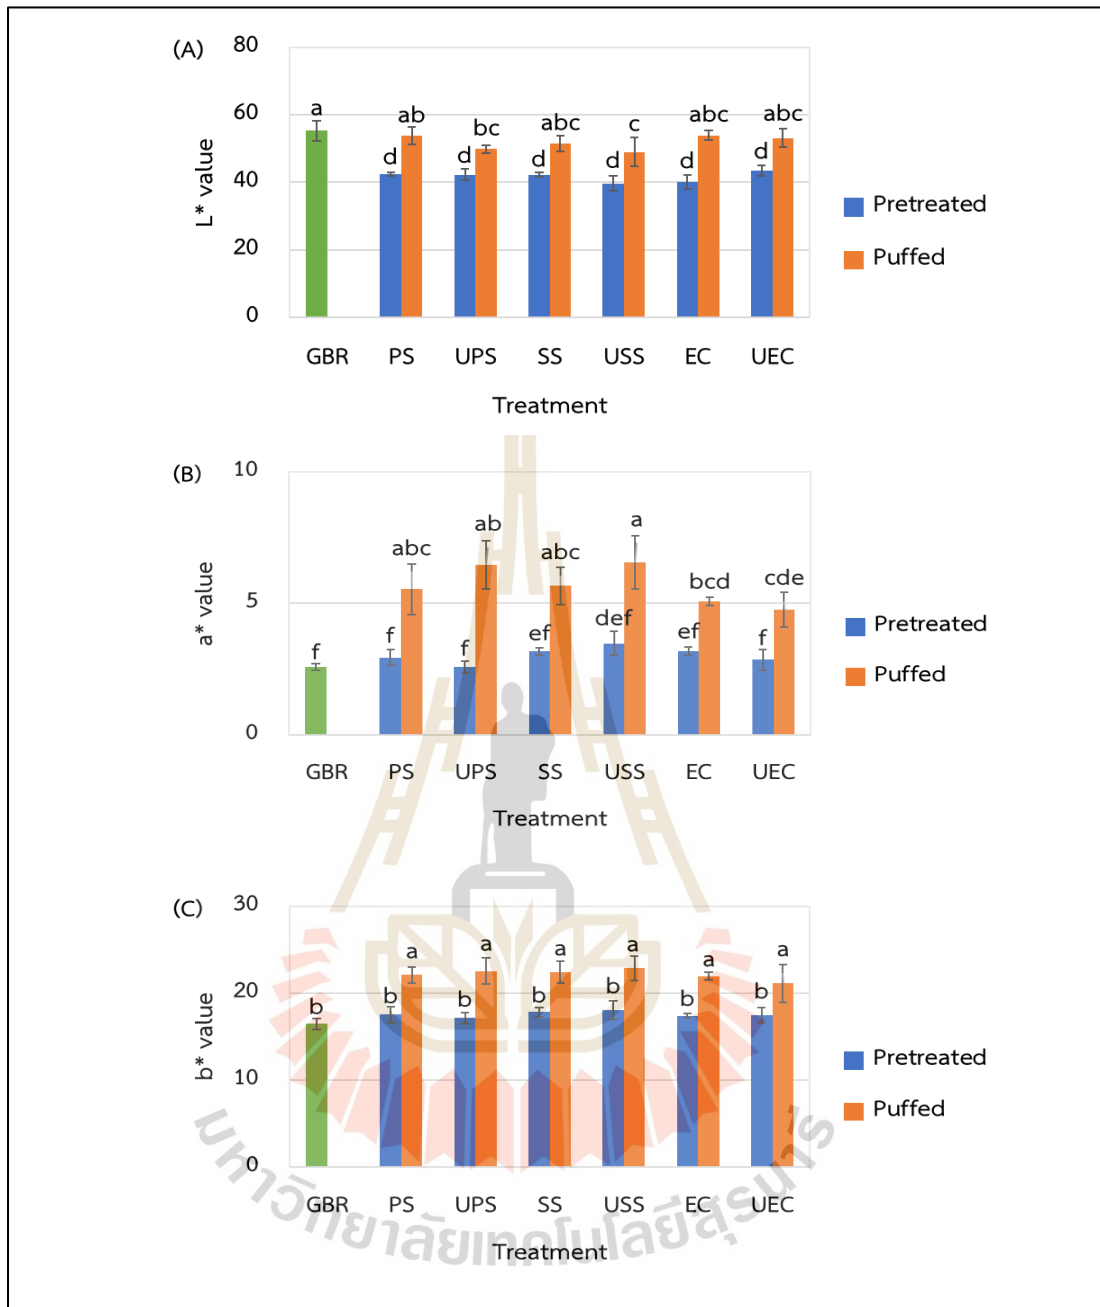 (A)
80
60
40
20
0
L* value
a
d ab
d bc
d abc
d c
d abc
d abc
GBR PS UPS SS USS EC UEC
Treatment
Pretreated
Puffed
(B)
10
5
0
a* value
f
f abc
f ab
ef abc
def a
ef bcd
f cde
GBR PS UPS SS USS EC UEC
Treatment
Pretreated
Puffed
(C)
30
20
10
0
b* value
b
b a
b a
b a
b a
b a
b a
GBR PS UPS SS USS EC UEC
Treatment
Pretreated
Puffed
มหาวิทยาลัยเทคโนโลยีสุรนารี